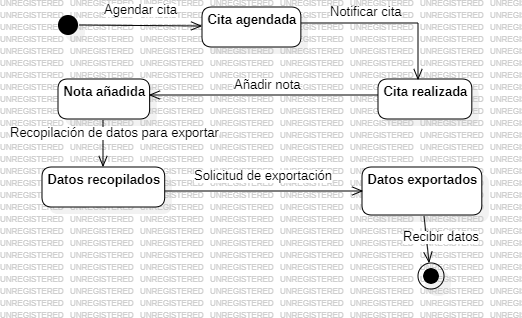 Agendar cita
Cita agendada
Notificar cita
Cita realizada
Añadir nota
Nota añadida
Recopilación de datos para exportar
Datos recopilados
Solicitud de exportación
Datos exportados
Recibir datos
UNREGISTERED